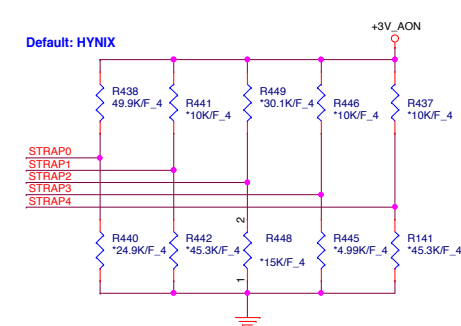 +3V_AON
Default: HYNIX
R438
49.9K/F_4
R441
*10K/F_4
R449
*30.1K/F_4
R446
*10K/F_4
R437
*10K/F_4
STRAP0
STRAP1
STRAP2
STRAP3
STRAP4
2
R440
*24.9K/F_4
R442
*45.3K/F_4
R448
*15K/F_4
R445
*4.99K/F_4
R141
*45.3K/F_4
1